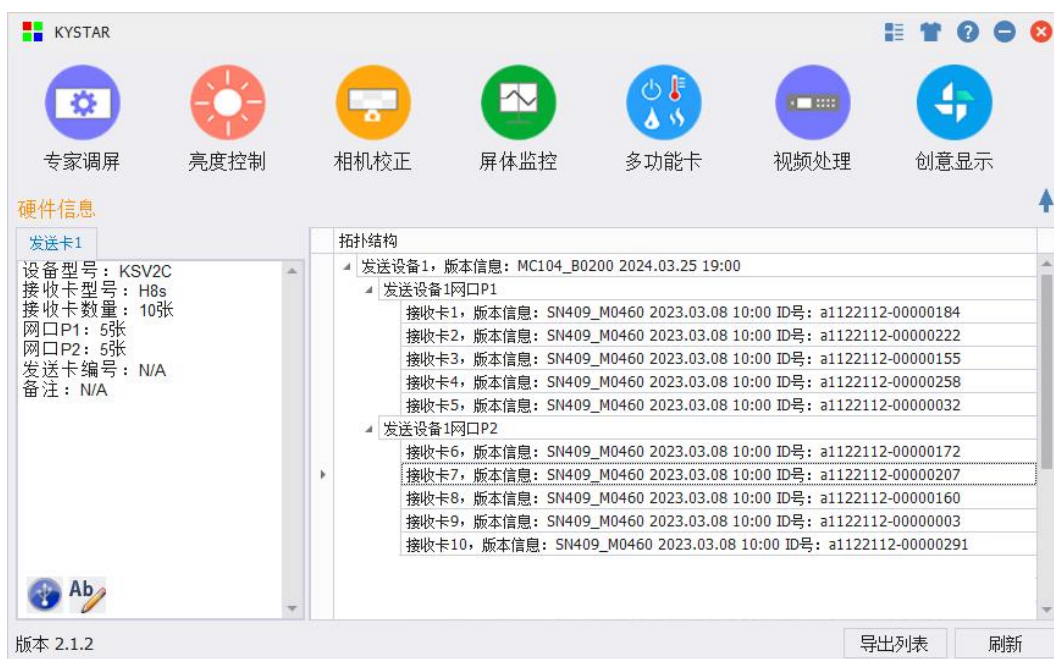 KYSTAR
专家调屏
亮度控制
相机校正
屏体监控
多功能卡
视频处理
创意显示
硬件信息
发送卡1
设备型号：KSV2C
接收卡型号：H8s
接收卡数量：10张
网口P1：5张
网口P2：5张
发送卡编号：N/A
备注：N/A
Ab
拓扑结构
发送设备1，版本信息：MC104_B0200 2024.03.25 19:00
发送设备1网口P1
接收卡1，版本信息：SN409_M0460 2023.03.08 10:00 ID号：a1122112-00000184
接收卡2，版本信息：SN409_M0460 2023.03.08 10:00 ID号：a1122112-00000222
接收卡3，版本信息：SN409_M0460 2023.03.08 10:00 ID号：a1122112-00000155
接收卡4，版本信息：SN409_M0460 2023.03.08 10:00 ID号：a1122112-00000258
接收卡5，版本信息：SN409_M0460 2023.03.08 10:00 ID号：a1122112-00000032
发送设备1网口P2
接收卡6，版本信息：SN409_M0460 2023.03.08 10:00 ID号：a1122112-00000172
接收卡7，版本信息：SN409_M0460 2023.03.08 10:00 ID号：a1122112-00000207
接收卡8，版本信息：SN409_M0460 2023.03.08 10:00 ID号：a1122112-00000160
接收卡9，版本信息：SN409_M0460 2023.03.08 10:00 ID号：a1122112-00000003
接收卡10，版本信息：SN409_M0460 2023.03.08 10:00 ID号：a1122112-00000291
版本 2.1.2
导出列表
刷新